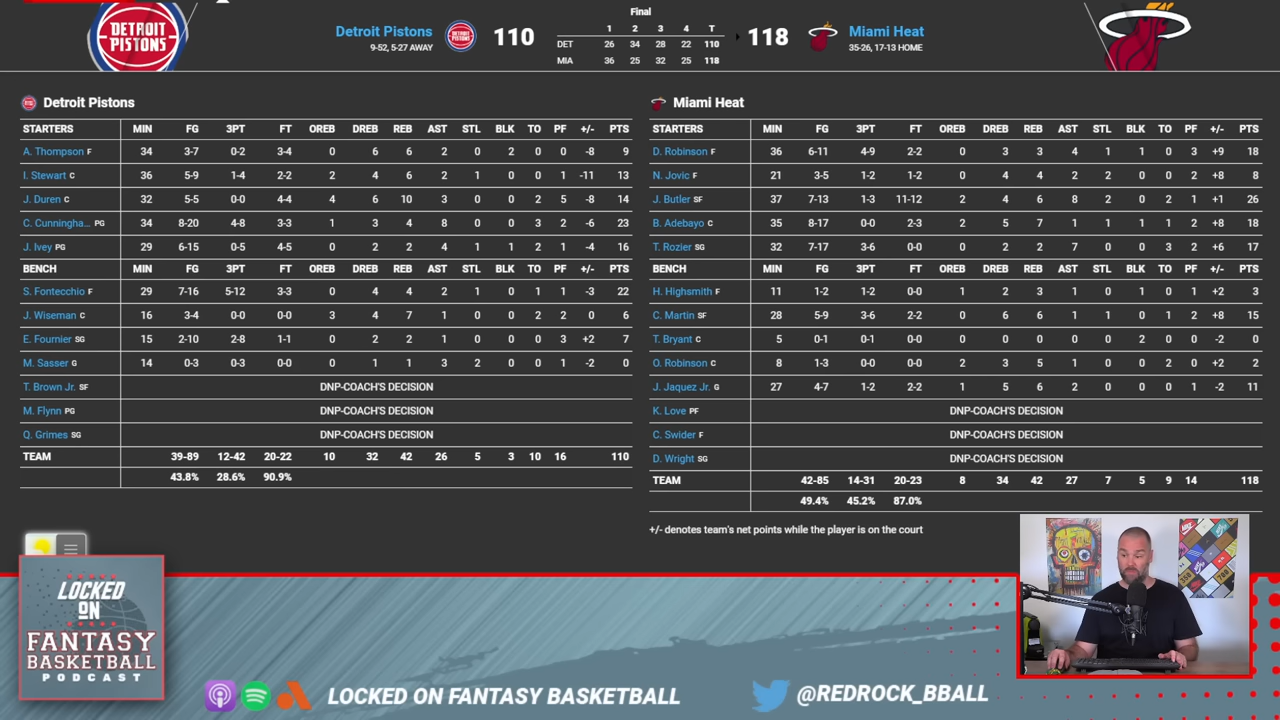 DETROIT
PISTONS
Detroit Pistons
9-52, 5-27 AWAY
110
Final
1 2 3 4 T
DET 26 34 28 22 110
MIA 36 25 32 25 118
118
Miami Heat
35-26, 17-13 HOME
Detroit Pistons
STARTERS MIN FG 3PT FT OREB DREB REB AST STL BLK TO PF +/- PTS
A. Thompson F 34 3-7 0-2 3-4 0 6 6 2 0 2 0 0 -8 9
I. Stewart C 36 5-9 1-4 2-2 2 4 6 2 1 0 0 1 -11 13
J. Duren C 32 5-5 0-0 4-4 4 6 10 3 0 0 2 5 -8 14
C. Cunningha... PG 34 8-20 4-8 3-3 1 3 4 8 0 0 3 2 -6 23
J. Ivey PG 29 6-15 0-5 4-5 0 2 2 4 1 1 2 1 -4 16
BENCH MIN FG 3PT FT OREB DREB REB AST STL BLK TO PF +/- PTS
S. Fontecchio F 29 7-16 5-12 3-3 0 4 4 2 1 0 1 1 -3 22
J. Wiseman C 16 3-4 0-0 0-0 3 4 7 1 0 0 2 2 0 6
E. Fournier SG 15 2-10 2-8 1-1 0 2 2 1 0 0 0 3 +2 7
M. Sasser G 14 0-3 0-3 0-0 0 1 1 3 2 0 0 1 -2 0
T. Brown Jr. SF DNP-COACH'S DECISION
M. Flynn PG DNP-COACH'S DECISION
Q. Grimes SG DNP-COACH'S DECISION
TEAM 39-89 12-42 20-22 10 32 42 26 5 3 10 16 110
43.8% 28.6% 90.9%
Miami Heat
STARTERS MIN FG 3PT FT OREB DREB REB AST STL BLK TO PF +/- PTS
D. Robinson F 36 6-11 4-9 2-2 0 3 3 4 1 1 0 3 +9 18
N. Jovic F 21 3-5 1-2 1-2 0 4 4 2 2 0 0 2 +8 8
J. Butler SF 37 7-13 1-3 11-12 2 4 6 8 2 0 2 1 +1 26
B. Adebayo C 35 8-17 0-0 2-3 2 5 7 1 1 1 1 2 +8 18
T. Rozier SG 32 7-17 3-6 0-0 0 2 2 7 0 0 3 2 +6 17
BENCH MIN FG 3PT FT OREB DREB REB AST STL BLK TO PF +/- PTS
H. Highsmith F 11 1-2 1-2 0-0 1 2 3 1 0 1 0 1 +2 3
C. Martin SF 28 5-9 3-6 2-2 0 6 6 1 1 0 1 2 +8 15
T. Bryant C 5 0-1 0-1 0-0 0 0 0 0 0 2 0 0 -2 0
O. Robinson C 8 1-3 0-0 0-0 2 3 5 1 0 0 2 0 +2 2
J. Jaquez Jr. G 27 4-7 1-2 2-2 1 5 6 2 0 0 0 1 -2 11
K. Love PF DNP-COACH'S DECISION
C. Swider F DNP-COACH'S DECISION
D. Wright SG DNP-COACH'S DECISION
TEAM 42-85 14-31 20-23 8 34 42 27 7 5 9 14 118
49.4% 45.2% 87.0%
+/- denotes team's net points while the player is on the court
LOCKED
ON
FANTASY
BASKETBALL
PODCAST
LOCKED ON FANTASY BASKETBALL
@REDROCK_BBALL